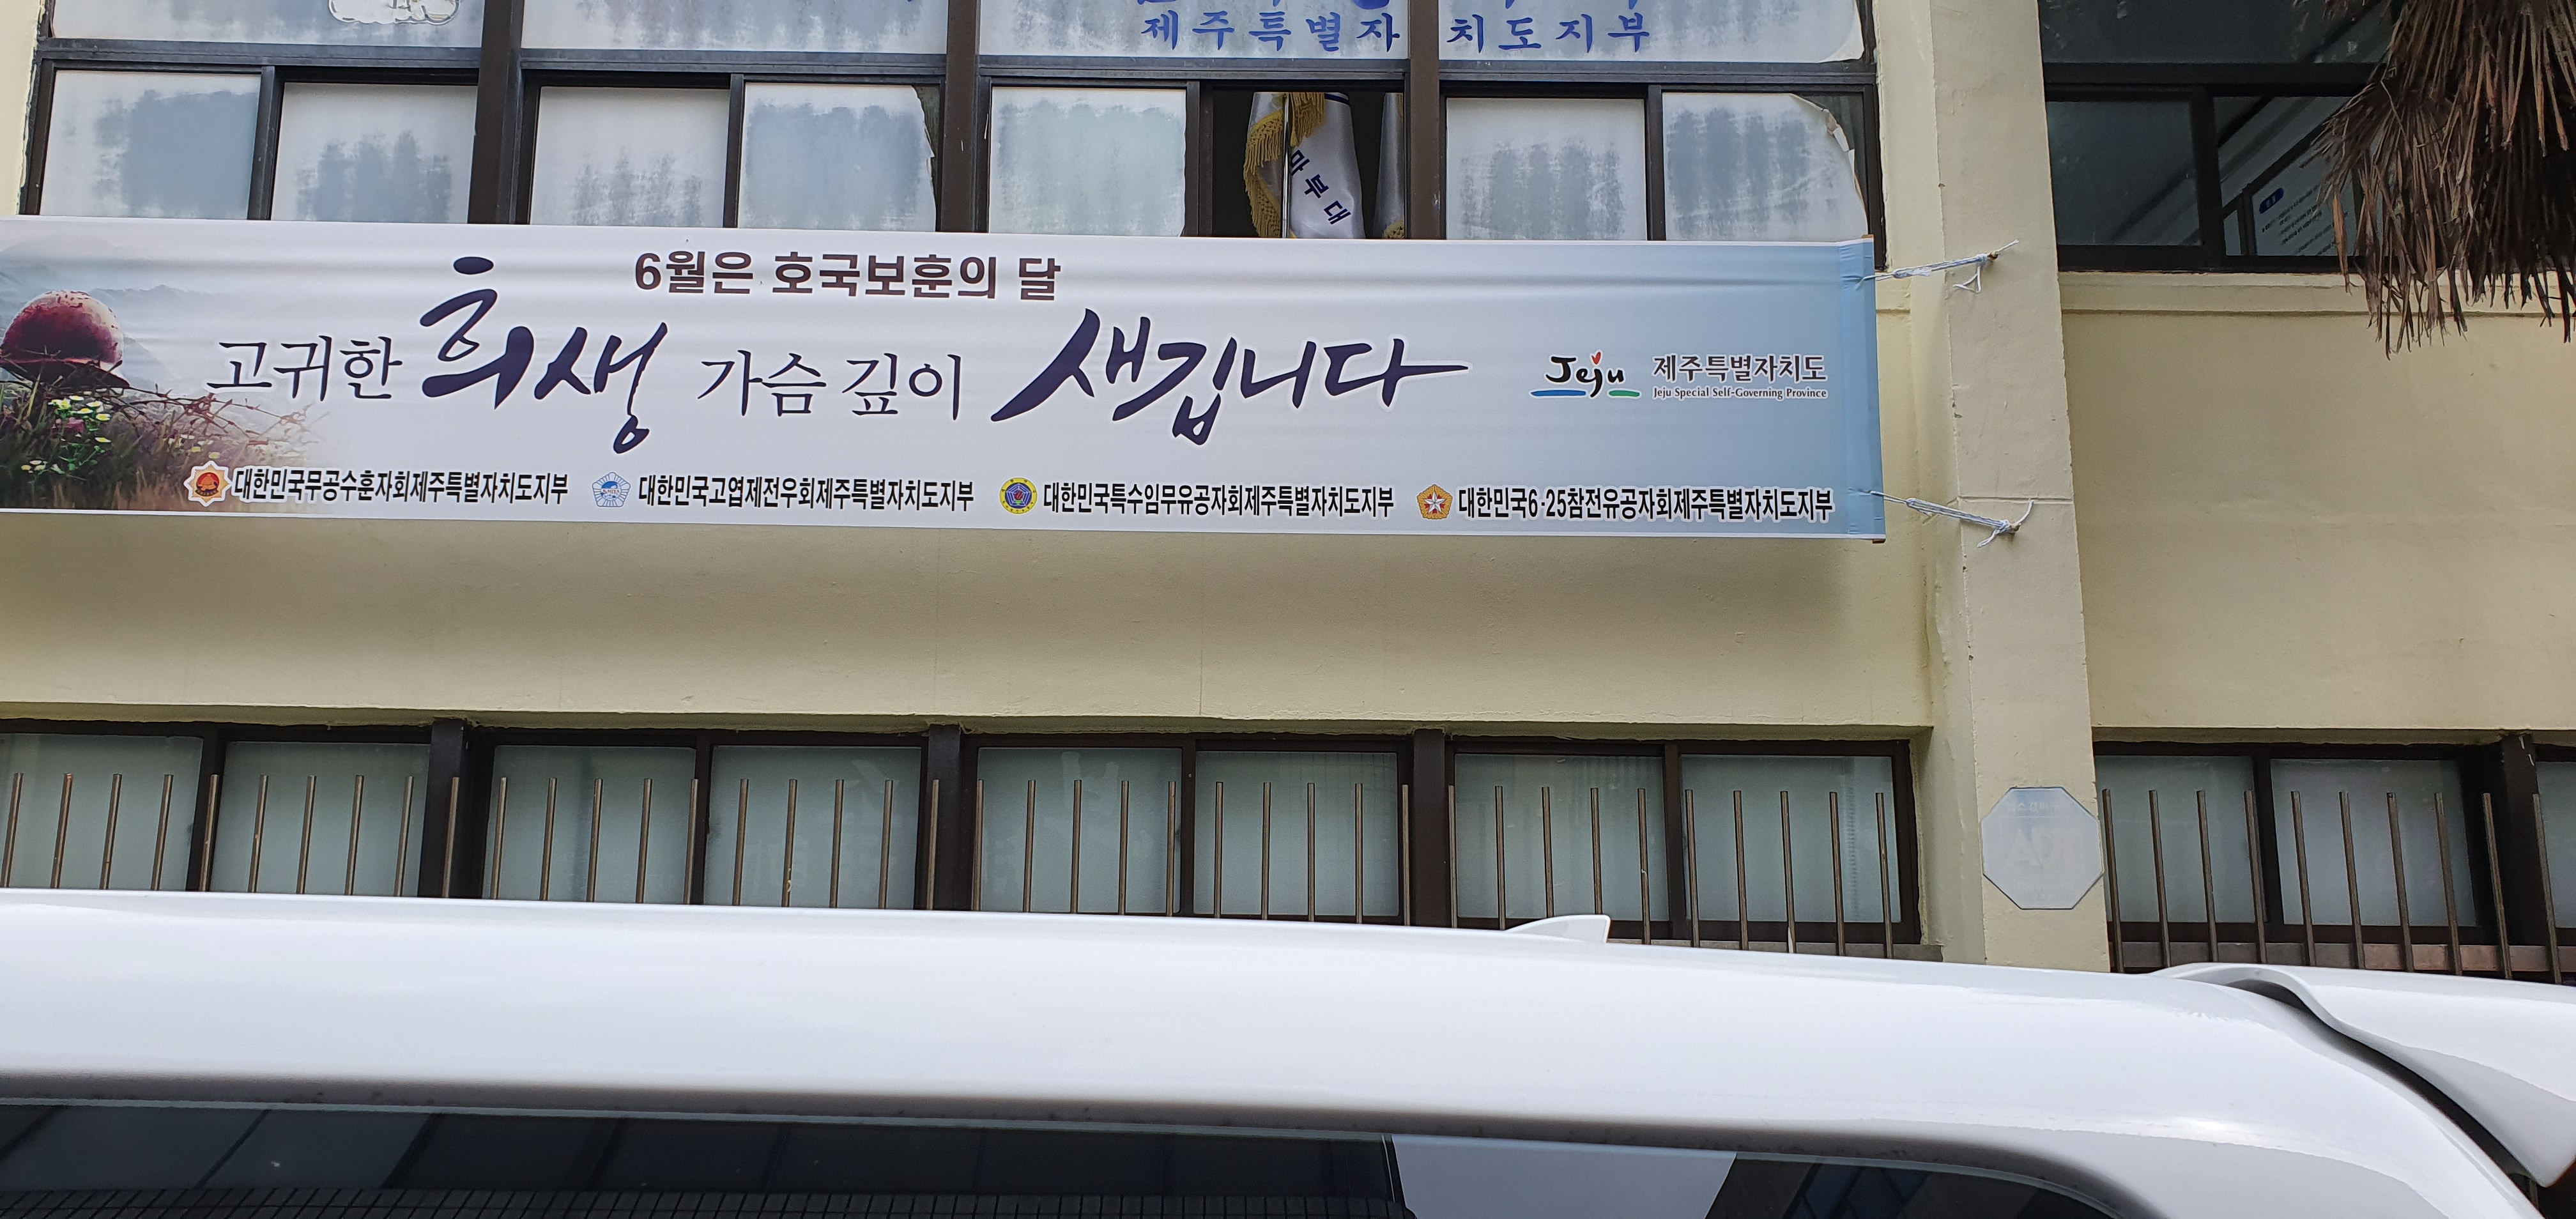 제주특별자치도지부
마부대
6월은 호국보훈의 달
고귀한 희생 가슴 깊이 새깁니다
Jeju 제주특별자치도
Jeju Special Self-Governing Province
대한민국무공수훈자회제주특별자치도지부 대한민국고엽제전우회제주특별자치도지부 대한민국특수임무유공자회제주특별자치도지부 대한민국6·25참전유공자회제주특별자치도지부